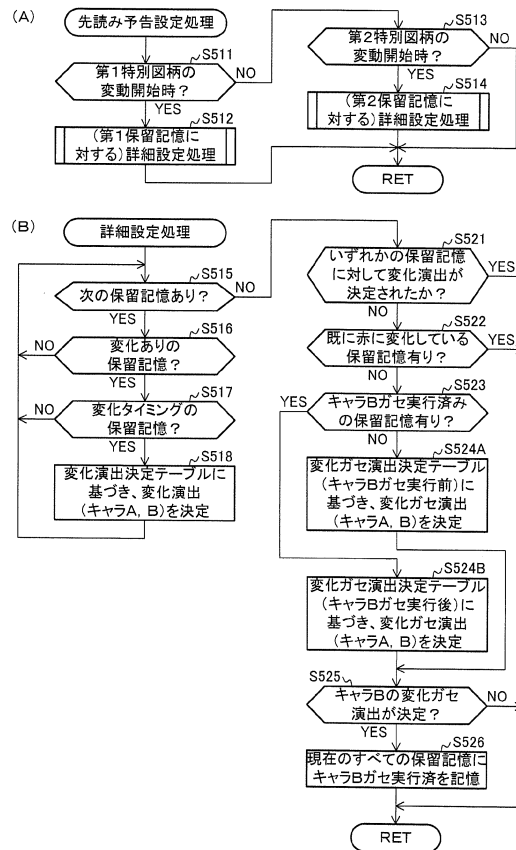 (A)
先読み予告設定処理
S511
第1特別図柄の
変動開始時？
NO
YES
S512
(第1保留記憶に
対する)詳細設定処理
S513
第2特別図柄の
変動開始時？
NO
YES
S514
(第2保留記憶に
対する)詳細設定処理
RET
(B)
詳細設定処理
S515
次の保留記憶あり？
NO
YES
S516
変化ありの
保留記憶？
NO
YES
S517
変化タイミングの
保留記憶？
NO
YES
S518
変化演出決定テーブルに
基づき、変化演出
(キャラA, B)を決定
S521
いずれかの保留記憶
に対して変化演出が
決定されたか？
YES
NO
S522
既に赤に変化している
保留記憶有り？
YES
NO
S523
キャラBガセ実行済み
の保留記憶有り？
YES
NO
S524A
変化ガセ演出決定テーブル
(キャラBガセ実行前)に
基づき、変化ガセ演出
(キャラA, B)を決定
S524B
変化ガセ演出決定テーブル
(キャラBガセ実行後)に
基づき、変化ガセ演出
(キャラA, B)を決定
S525
キャラBの変化ガセ
演出が決定？
NO
YES
S526
現在のすべての保留記憶に
キャラBガセ実行済を記憶
RET